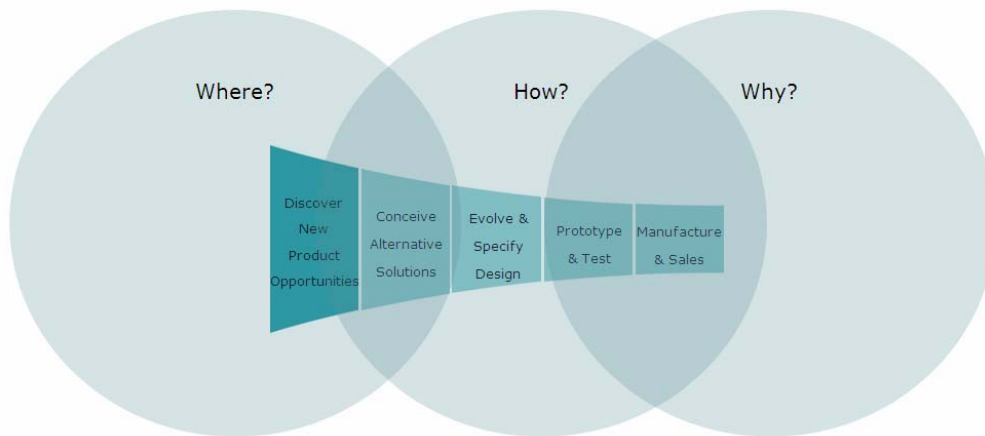 Where?
How?
Why?
Discover
New
Product
Opportunities
Conceive
Alternative
Solutions
Evolve &
Specify
Design
Prototype
& Test
Manufacture
& Sales